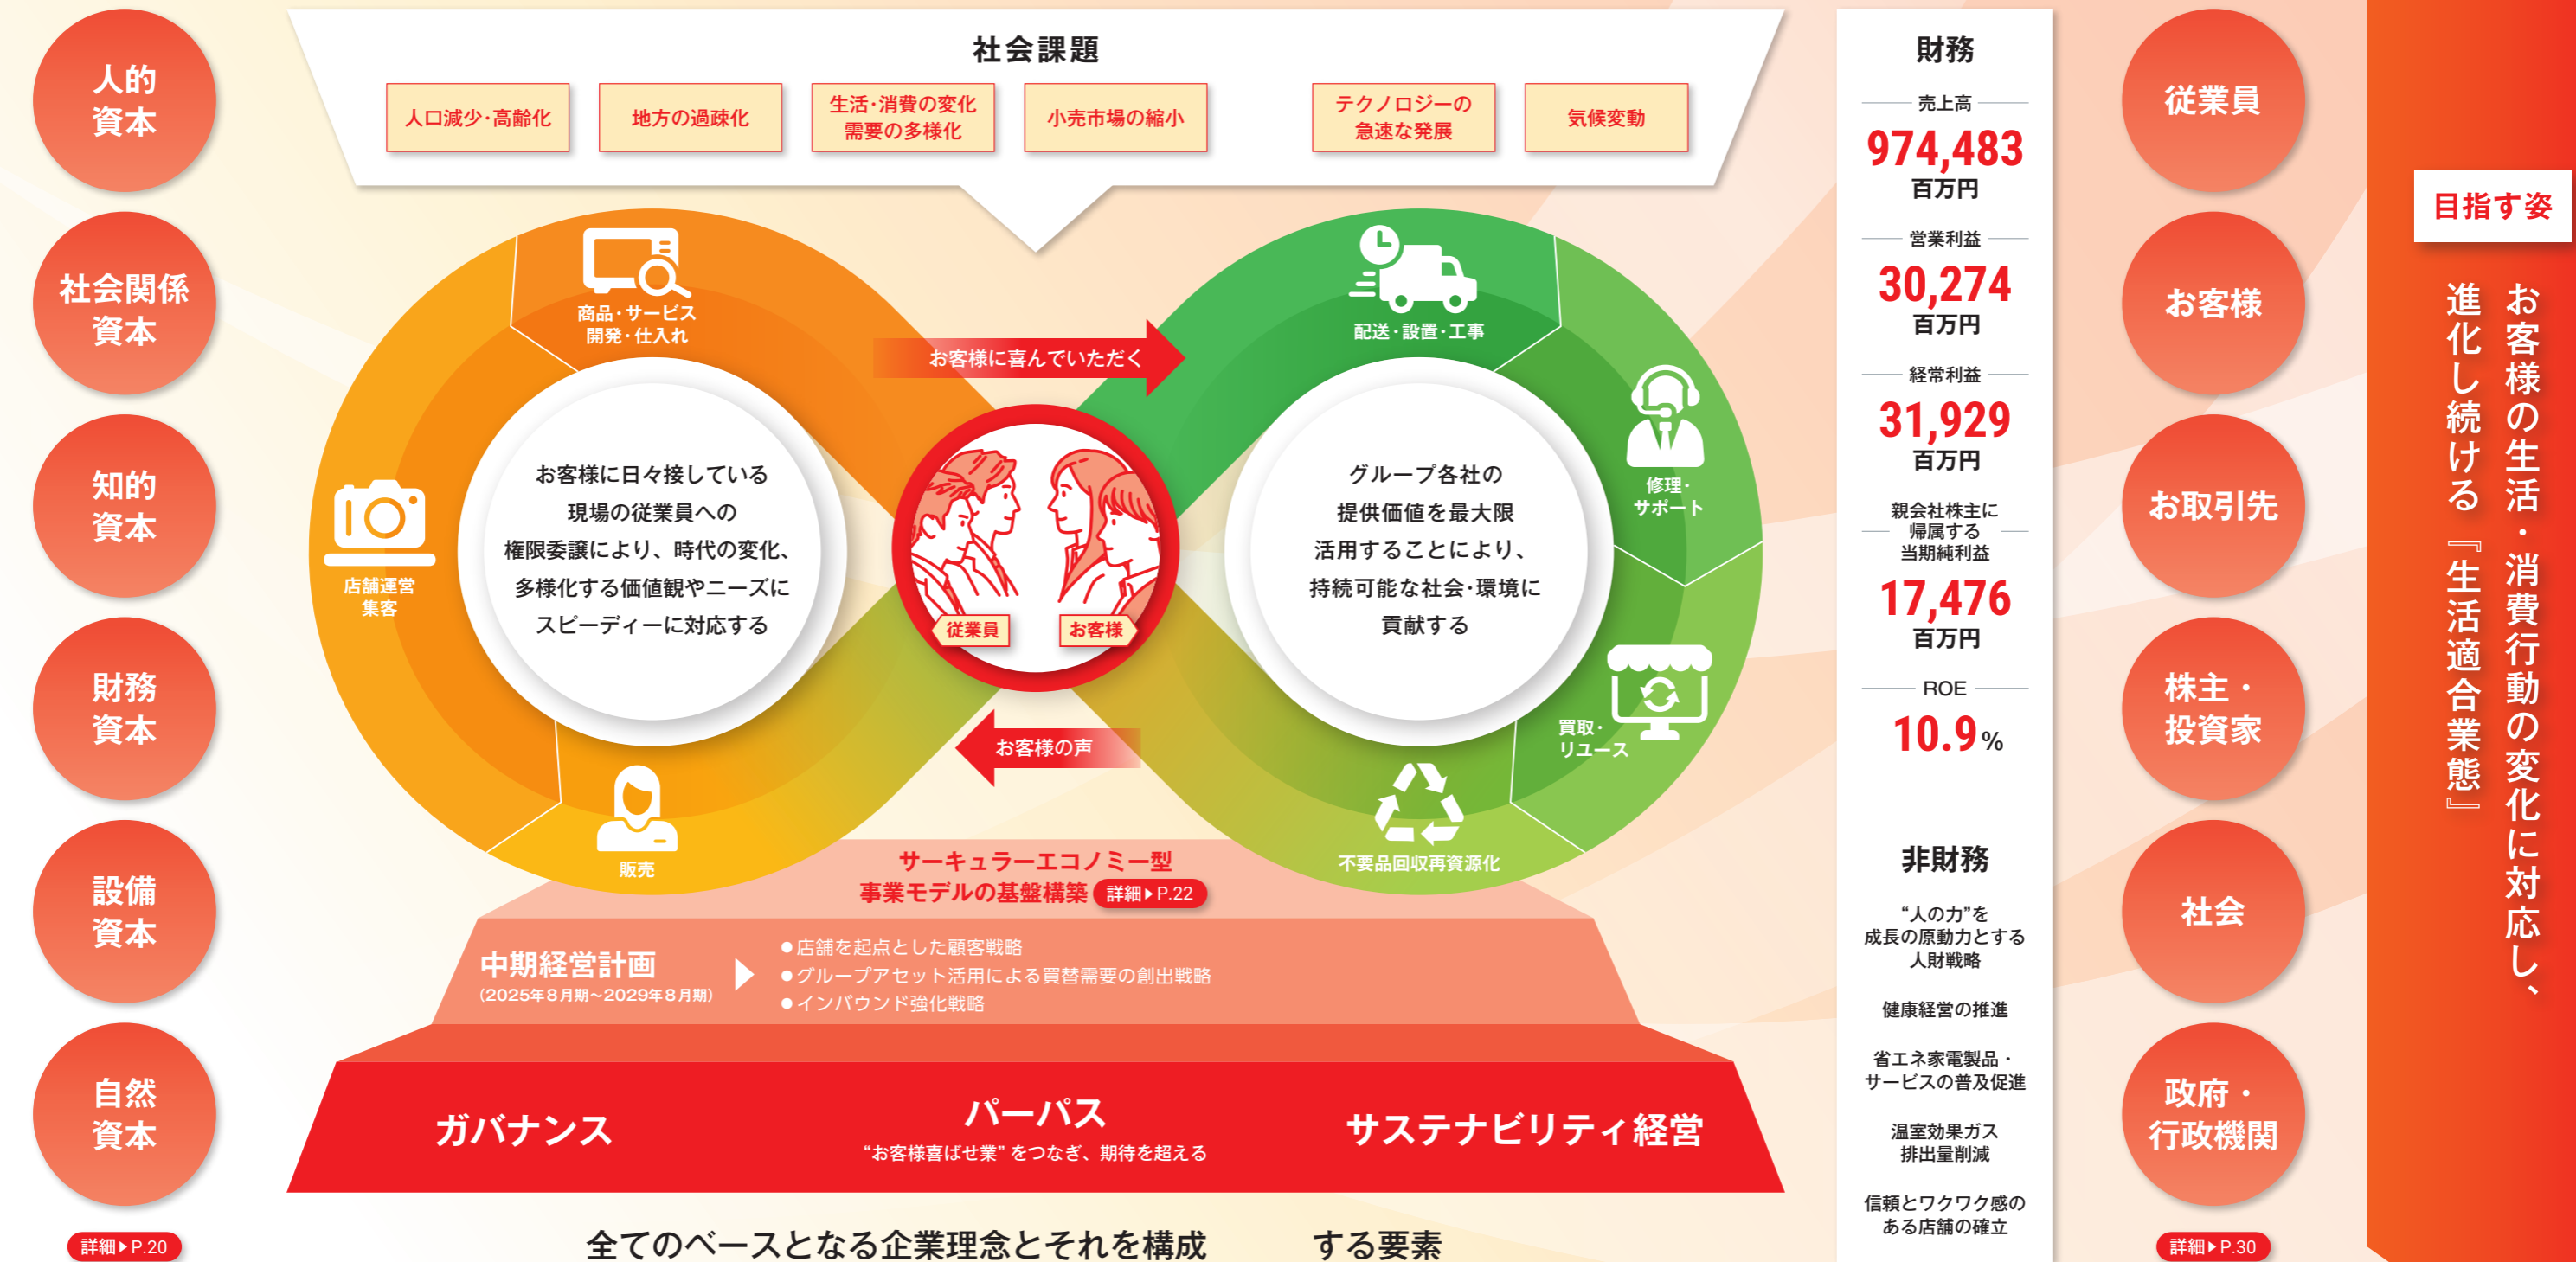 人的
資本
社会関係
資本
知的
資本
財務
資本
設備
資本
自然
資本
詳細▶P.20
社会課題
人口減少・高齢化
地方の過疎化
生活・消費の変化
需要の多様化
小売市場の縮小
テクノロジーの
急速な発展
気候変動
商品・サービス
開発・仕入れ
店舗運営
集客
販売
お客様に日々接している
現場の従業員への
権限委譲により、時代の変化、
多様化する価値観やニーズに
スピーディーに対応する
お客様に喜んでいただく
従業員
お客様
お客様の声
配送・設置・工事
修理・
サポート
買取・
リユース
不要品回収再資源化
グループ各社の
提供価値を最大限
活用することにより、
持続可能な社会・環境に
貢献する
サーキュラーエコノミー型
事業モデルの基盤構築 詳細▶P.22
中期経営計画
（2025年8月期～2029年8月期）
●店舗を起点とした顧客戦略
●グループアセット活用による買替需要の創出戦略
●インバウンド強化戦略
ガバナンス
パーパス
“お客様喜ばせ業”をつなぎ、期待を超える
サステナビリティ経営
全てのベースとなる企業理念とそれを構成 する要素
財務
売上高
974,483
百万円
営業利益
30,274
百万円
経常利益
31,929
百万円
親会社株主に
帰属する
当期純利益
17,476
百万円
ROE
10.9%
非財務
“人の力”を
成長の原動力とする
人財戦略
健康経営の推進
省エネ家電製品・
サービスの普及促進
温室効果ガス
排出量削減
信頼とワクワク感の
ある店舗の確立
従業員
お客様
お取引先
株主・
投資家
社会
政府・
行政機関
詳細▶P.30
目指す姿
お客様の生活・消費行動の変化に対応し、
進化し続ける『生活適合業態』